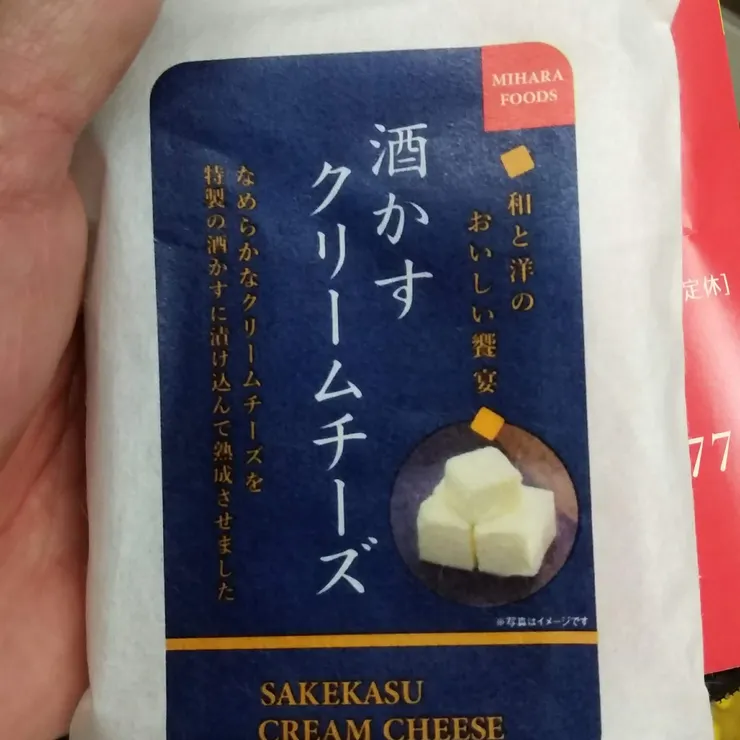 MIHARA
FOODS
和と洋の
おいしい饗宴
酒かす
クリームチーズ
なめらかなクリームチーズを
特製の酒かすに漬け込んで熟成させました
※写真はイメージです
SAKEKASU
CREAM CHEESE
定休]
77